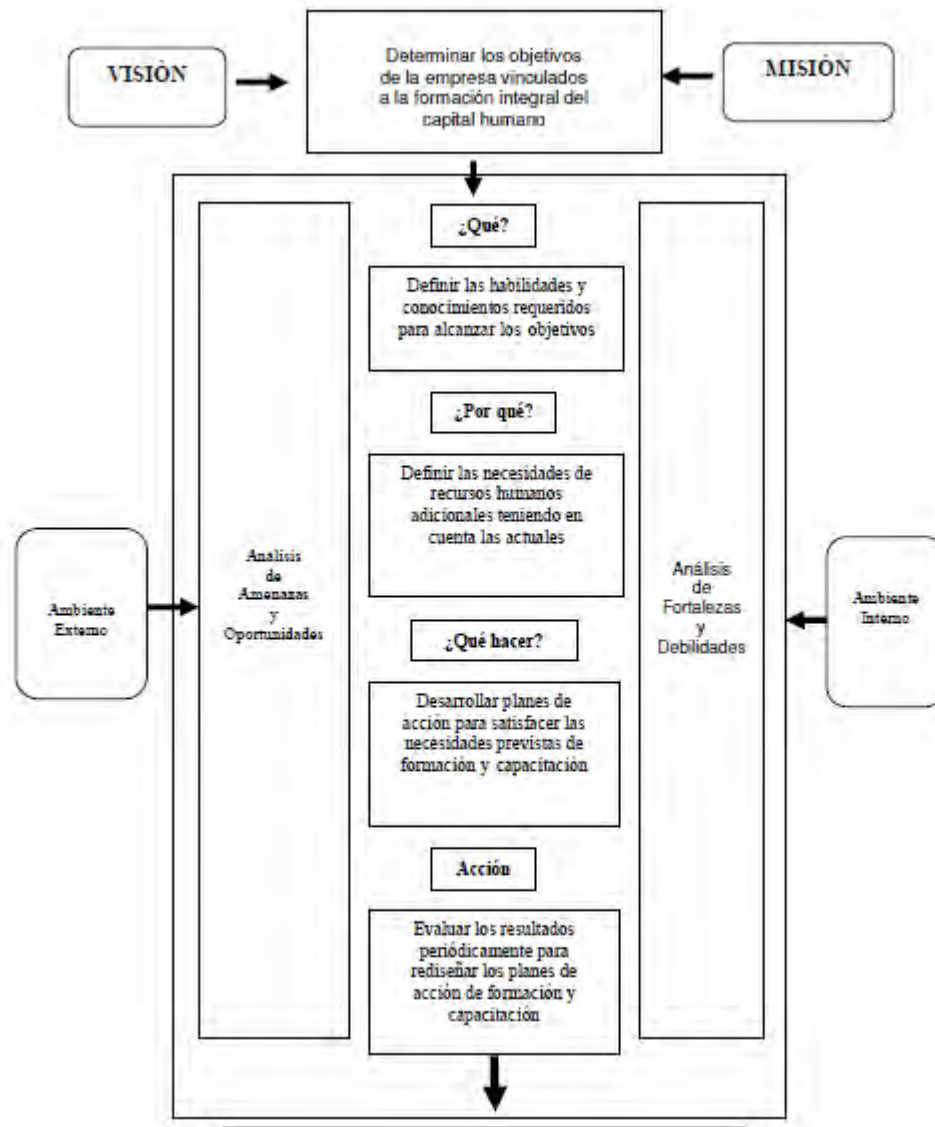 VISIÒN
Determinar los objetivos
de la empresa vinculados
a la formación integral del
capital humano
MISIÒN
¿Qué?
Definir las habilidades y
conocimientos requeridos
para alcanzar los objetivos
¿Por qué?
Definir las necesidades de
recursos humanos
adicionales teniendo en
cuenta las actuales
Ambiente
Externo
Análisis
de
Amenazas
y
Oportunidades
¿Qué hacer?
Análisis
de
Fortalezas
y
Debilidades
Ambiente
Interno
Desarrollar planes de
acción para satisfacer las
necesidades previstas de
formación y capacitación
Acción
Evaluar los resultados
periódicamente para
rediseñar los planes de
acción de formación y
capacitación